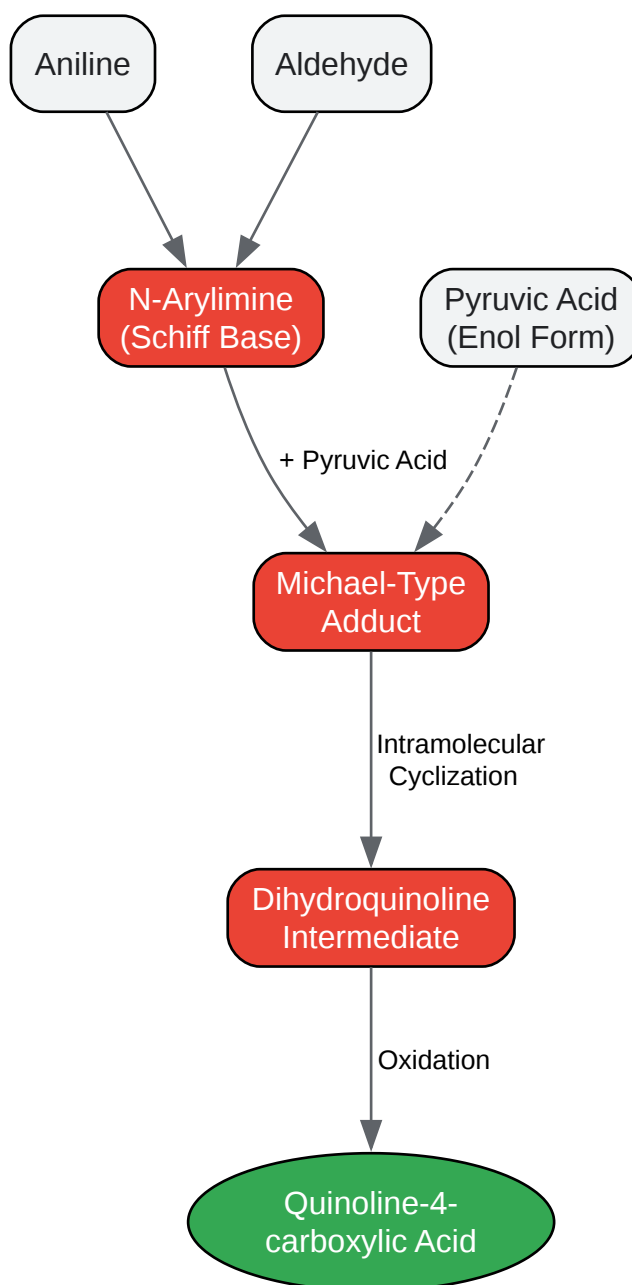 Aniline
Aldehyde
N-Arylimine
(Schiff Base)
Pyruvic Acid
(Enol Form)
+ Pyruvic Acid
Michael-Type
Adduct
Intramolecular
Cyclization
Dihydroquinoline
Intermediate
Oxidation
Quinoline-4-
carboxylic Acid